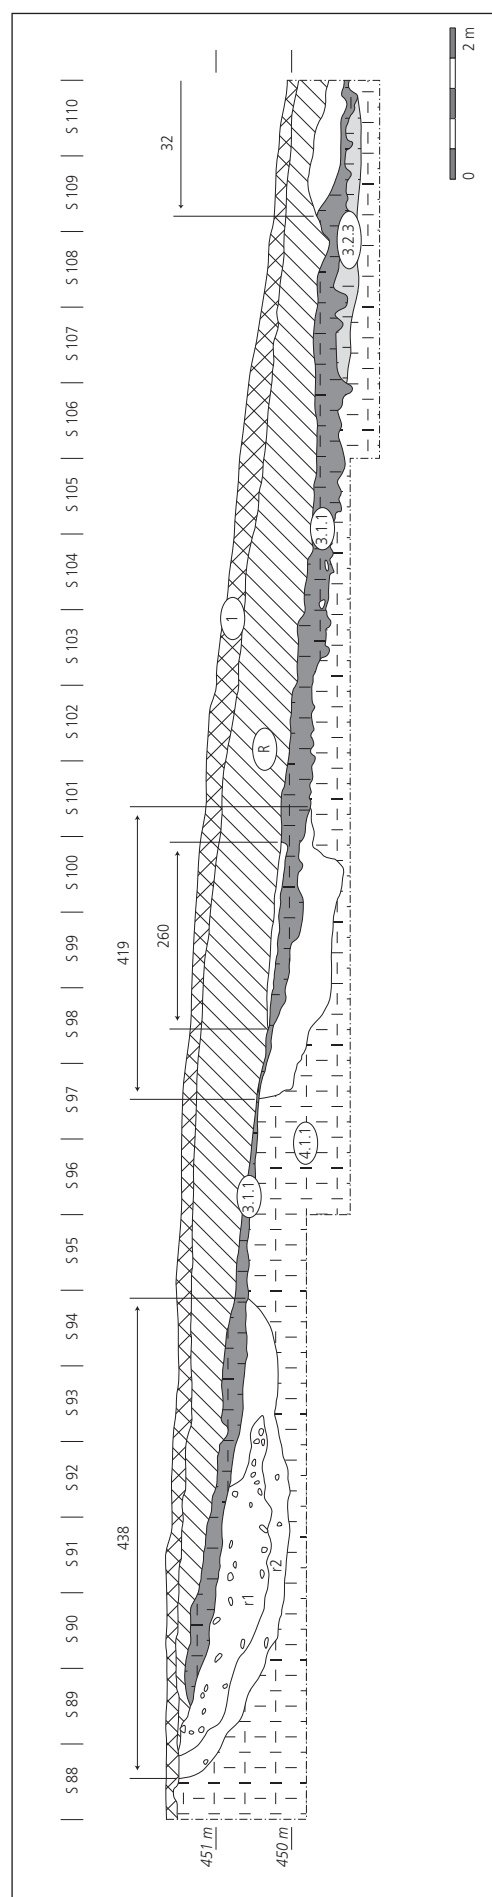 S 88
S 89
S 90
S 91
S 92
S 93
S 94
S 95
S 96
S 97
S 98
S 99
S 100
S 101
S 102
S 103
S 104
S 105
S 106
S 107
S 108
S 109
S 110
438
419
260
32
451 m
450 m
1
R
3.1.1
3.1.1
3.2.3
4.1.1
r1
r2
0
2 m